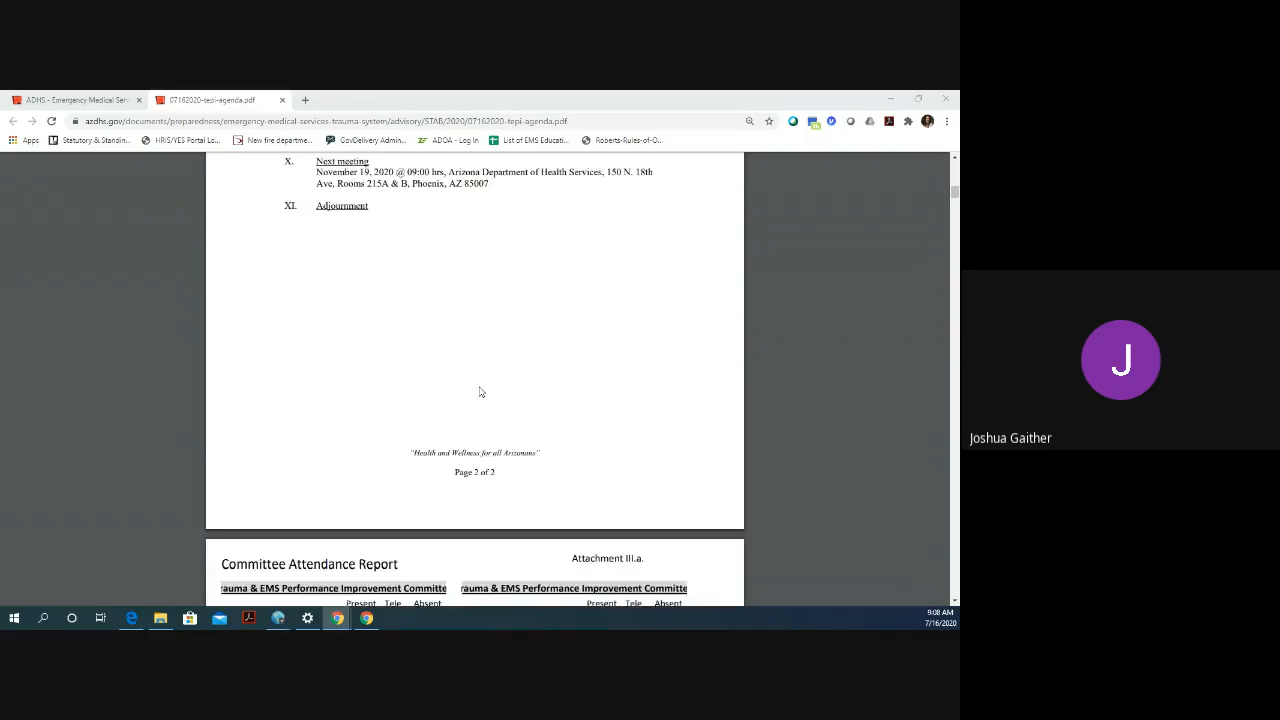 ADHS - Emergency Medical Serv
07162020-tepi-agenda.pdf
azdhs.gov/documents/preparedness/emergency-medical-services-trauma-system/advisory/STAB/2020/07162020-tepi-agenda.pdf
Apps
Statutory & Standin...
HRIS/YES Portal Lo...
New fire departme...
GovDelivery Admin...
ADOA - Log In
List of EMS Educati...
Roberts-Rules-of-O...
X. Next meeting
November 19, 2020 @ 09:00 hrs, Arizona Department of Health Services, 150 N. 18th
Ave, Rooms 215A & B, Phoenix, AZ 85007
XI. Adjournment
"Health and Wellness for all Arizonans"
Page 2 of 2
Committee Attendance Report
Attachment III.a.
rauma & EMS Performance Improvement Committe
rauma & EMS Performance Improvement Committe
Present Tele Absent
Present Tele Absent
9:08 AM
7/16/2020
J
Joshua Gaither